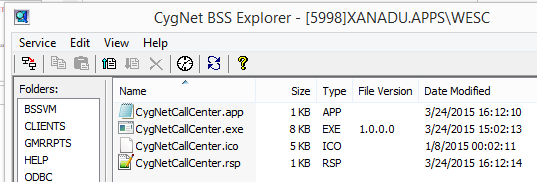 CygNet BSS Explorer - [5998]XANADU.APPS\WESC
Service Edit View Help
Folders:
BSSVM
CLIENTS
GMRRPTS
HELP
ODBC
Name Size Type File Version Date Modified
CygNetCallCenter.app 1 KB APP 3/24/2015 16:12:10
CygNetCallCenter.exe 8 KB EXE 1.0.0.0 3/24/2015 15:02:13
CygNetCallCenter.ico 5 KB ICO 1/8/2015 00:02:11
CygNetCallCenter.rsp 1 KB RSP 3/24/2015 16:12:14